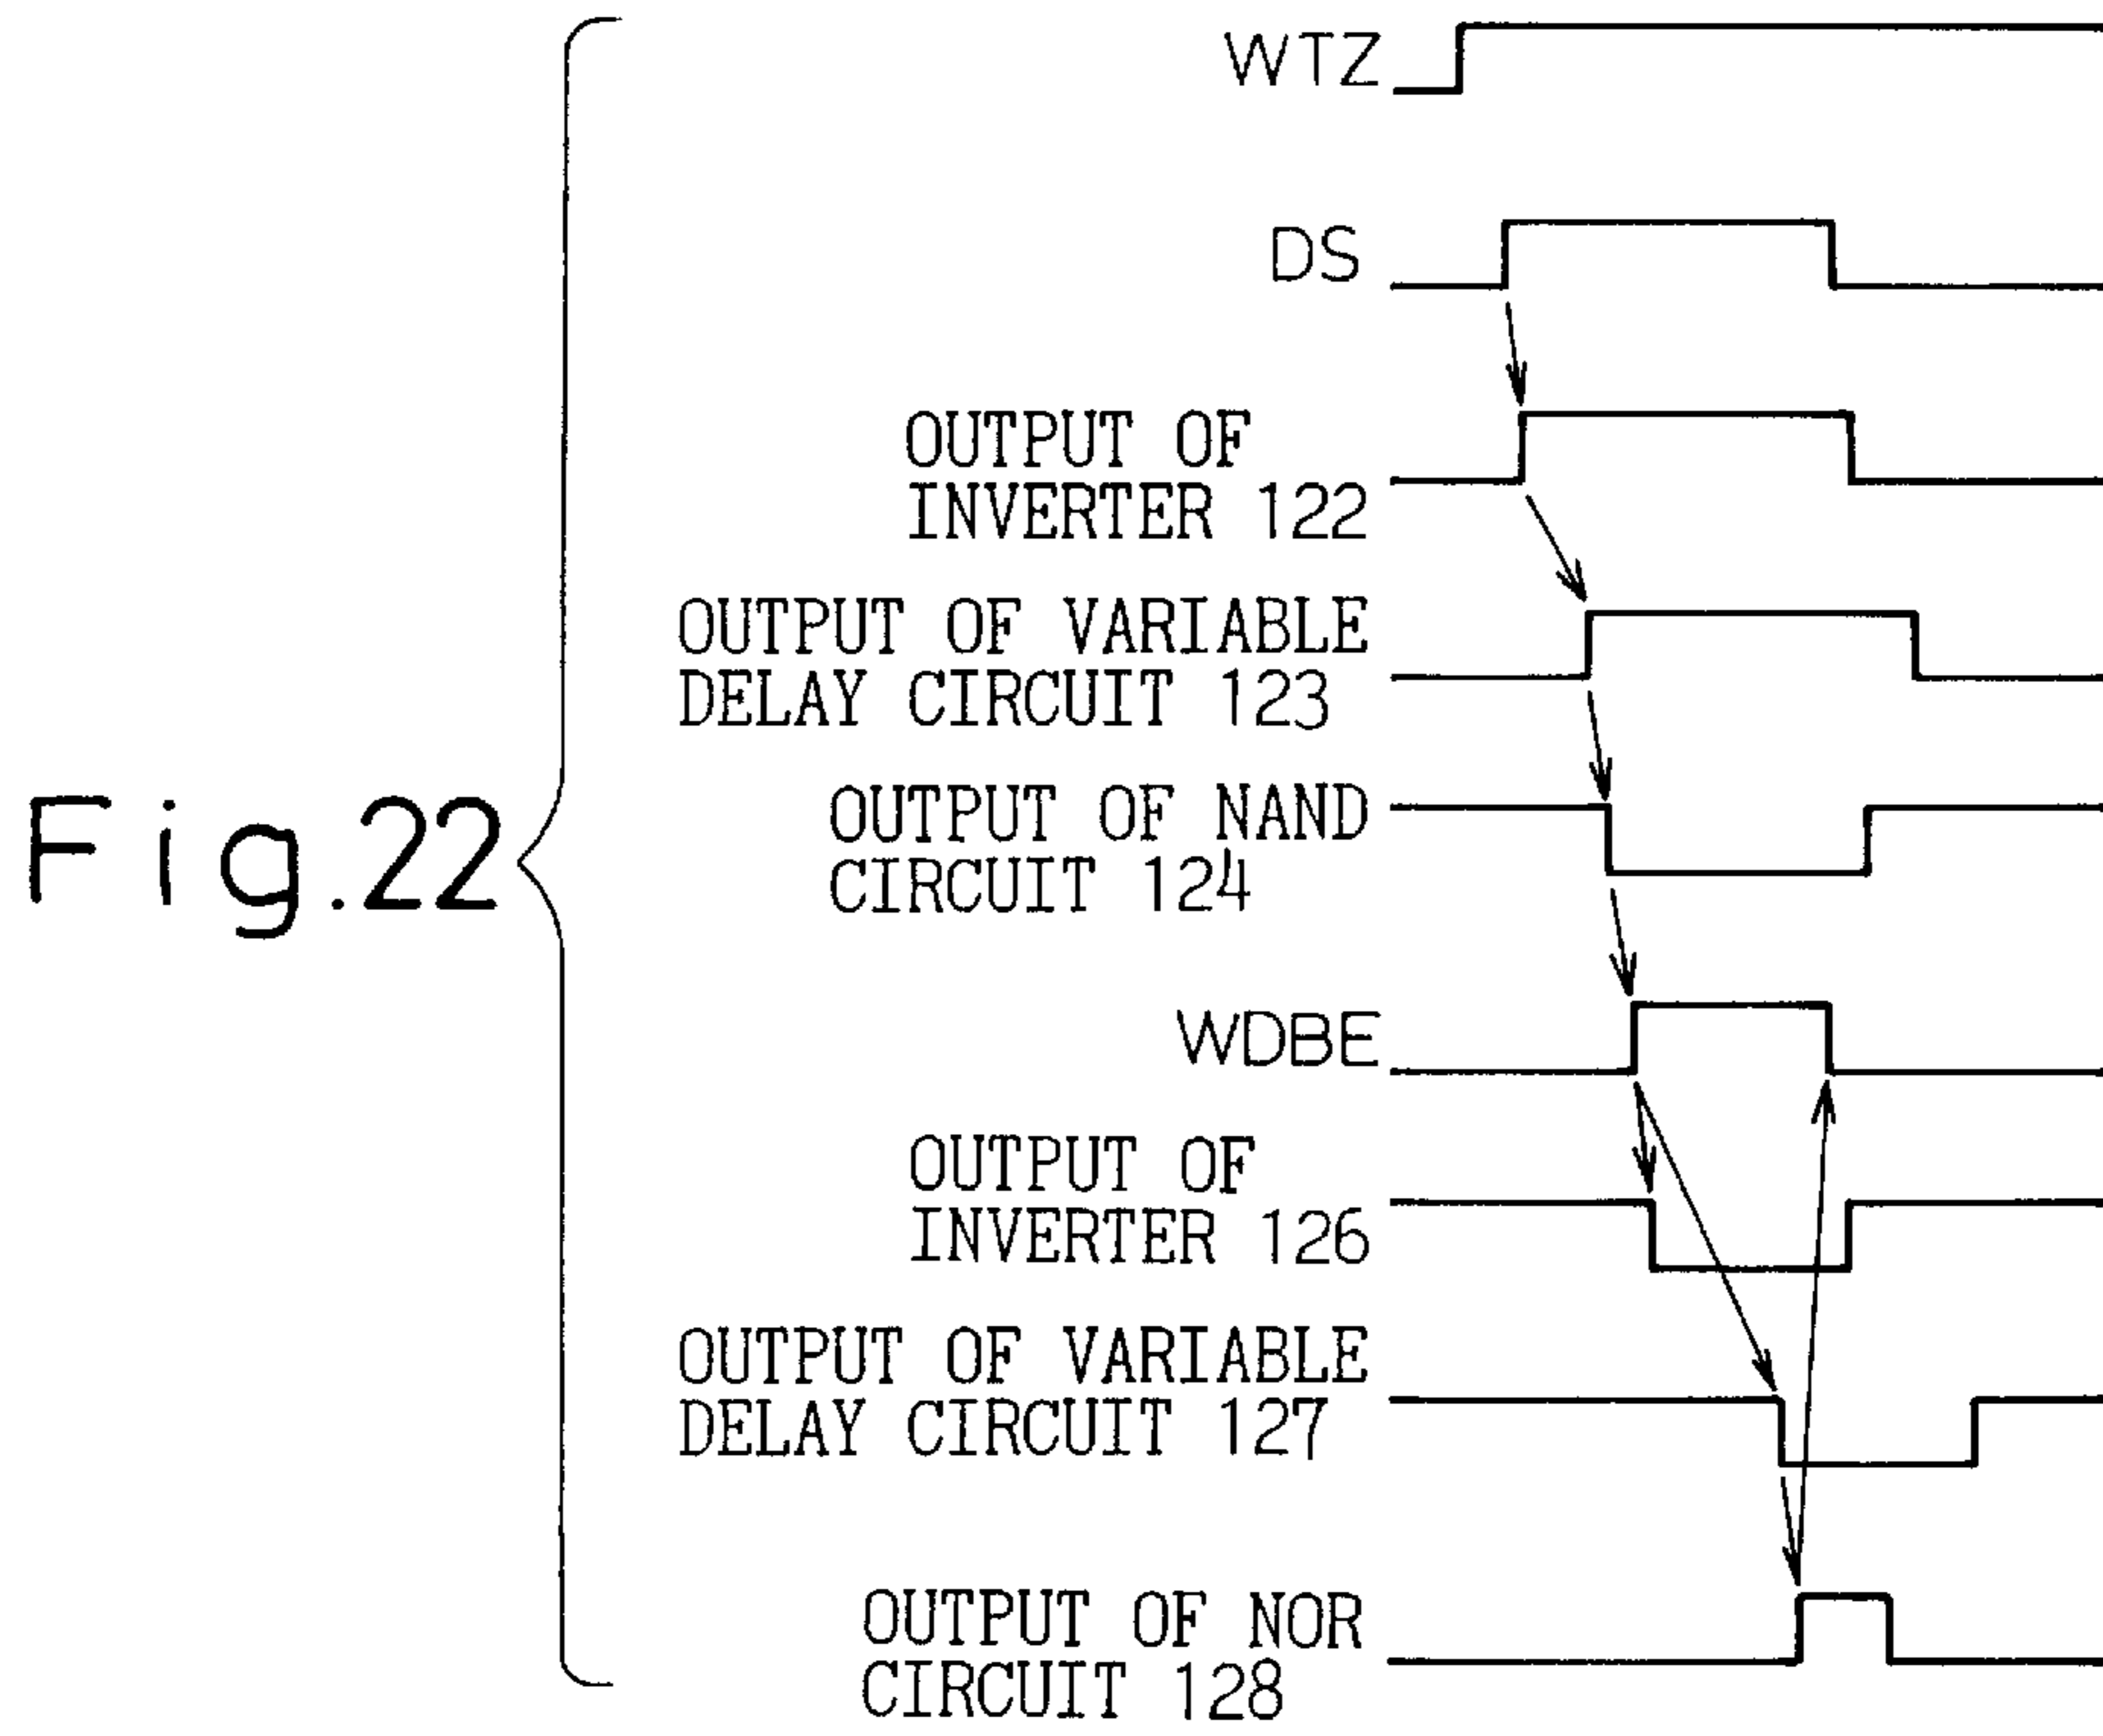 Fig.22
WTZ
DS
OUTPUT OF
INVERTER 122
OUTPUT OF VARIABLE
DELAY CIRCUIT 123
OUTPUT OF NAND
CIRCUIT 124
WDBE
OUTPUT OF
INVERTER 126
OUTPUT OF VARIABLE
DELAY CIRCUIT 127
OUTPUT OF NOR
CIRCUIT 128